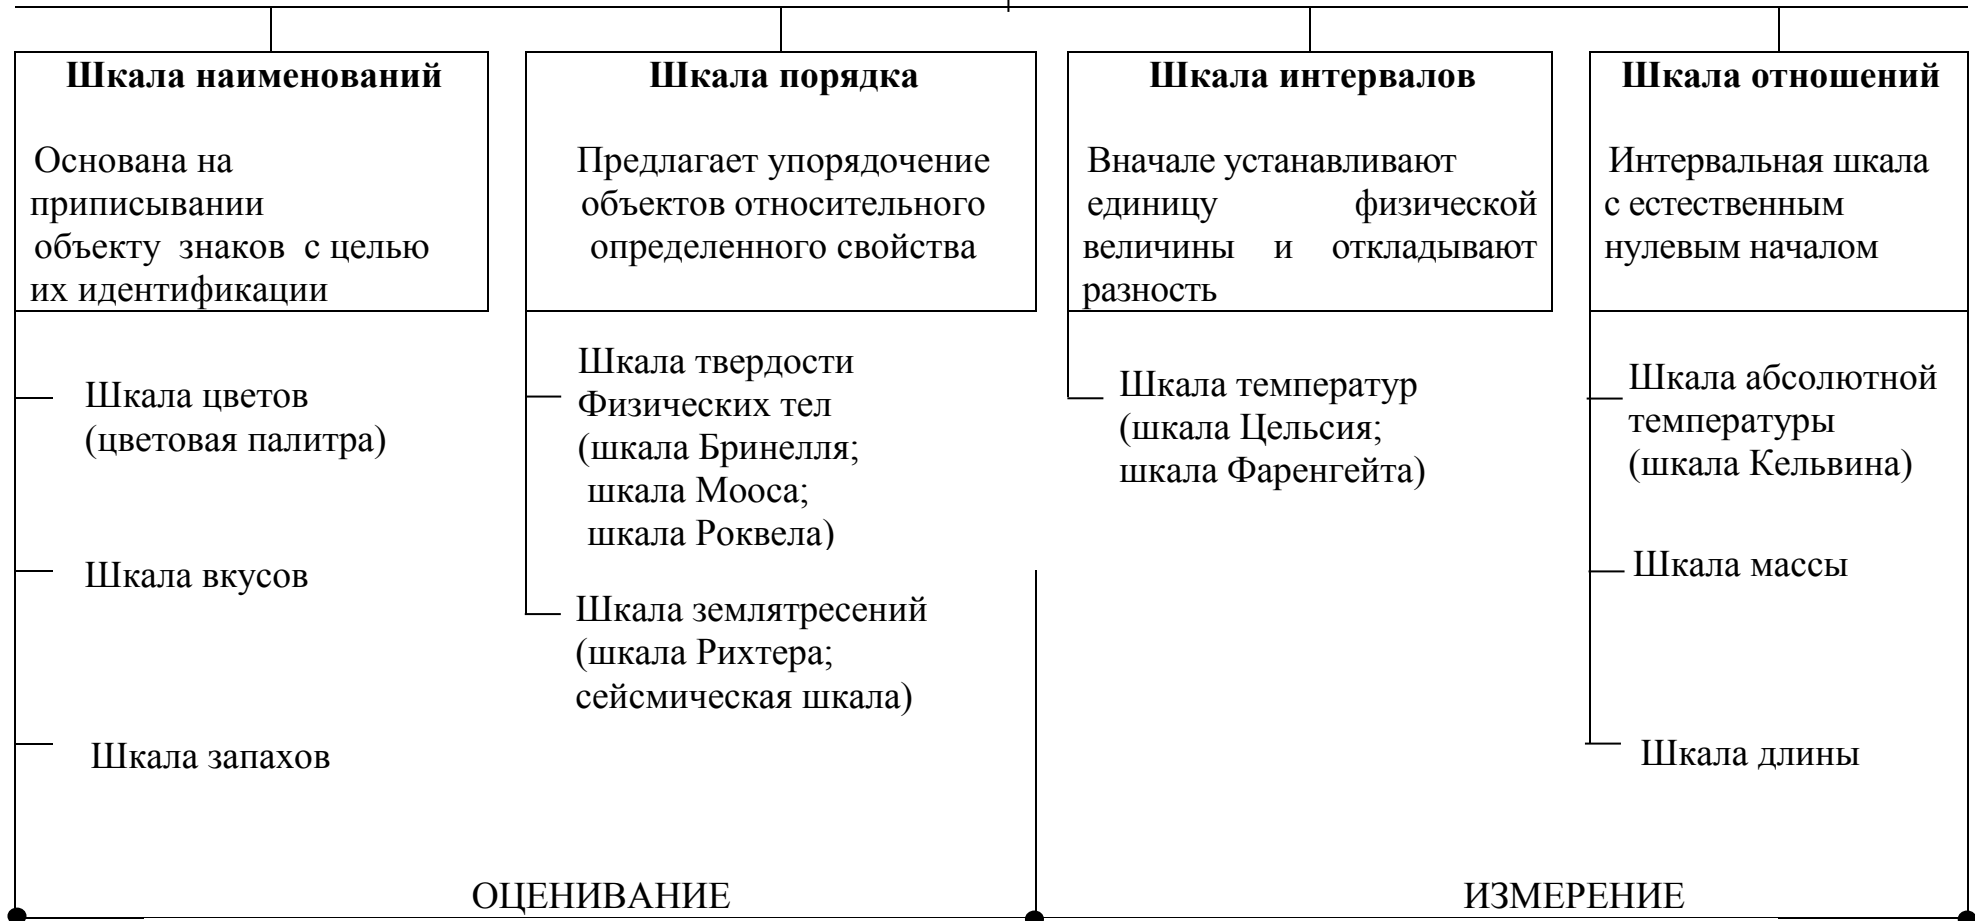 Шкала наименований
Основана на
приписывании
объекту знаков с целью
их идентификации
Шкала цветов
(цветовая палитра)
Шкала вкусов
Шкала запахов
Шкала порядка
Предлагает упорядочение
объектов относительного
определенного свойства
Шкала твердости
Физических тел
(шкала Бринелля;
шкала Мооса;
шкала Роквела)
Шкала землятресений
(шкала Рихтера;
сейсмическая шкала)
Шкала интервалов
Вначале устанавливают
единицу физической
величины и откладывают
разность
Шкала температур
(шкала Цельсия;
шкала Фаренгейта)
Шкала отношений
Интервальная шкала
с естественным
нулевым началом
Шкала абсолютной
температуры
(шкала Кельвина)
Шкала массы
Шкала длины
ОЦЕНИВАНИЕ
ИЗМЕРЕНИЕ